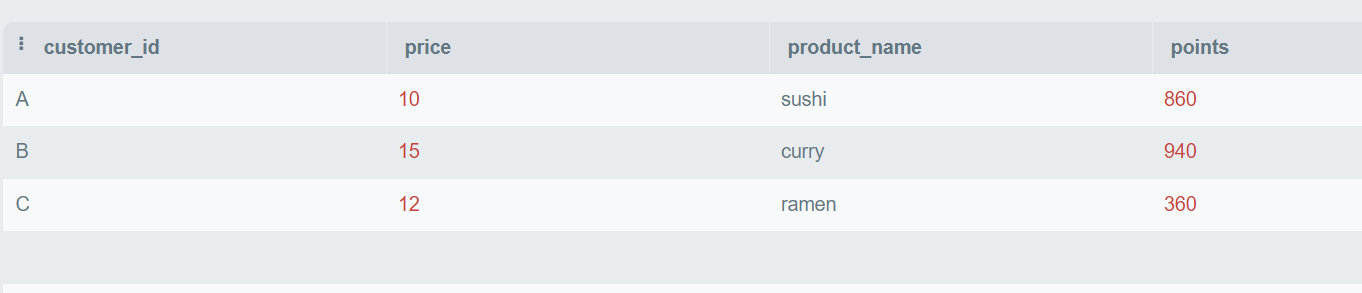 customer_id price product_name points
A 10 sushi 860
B 15 curry 940
C 12 ramen 360